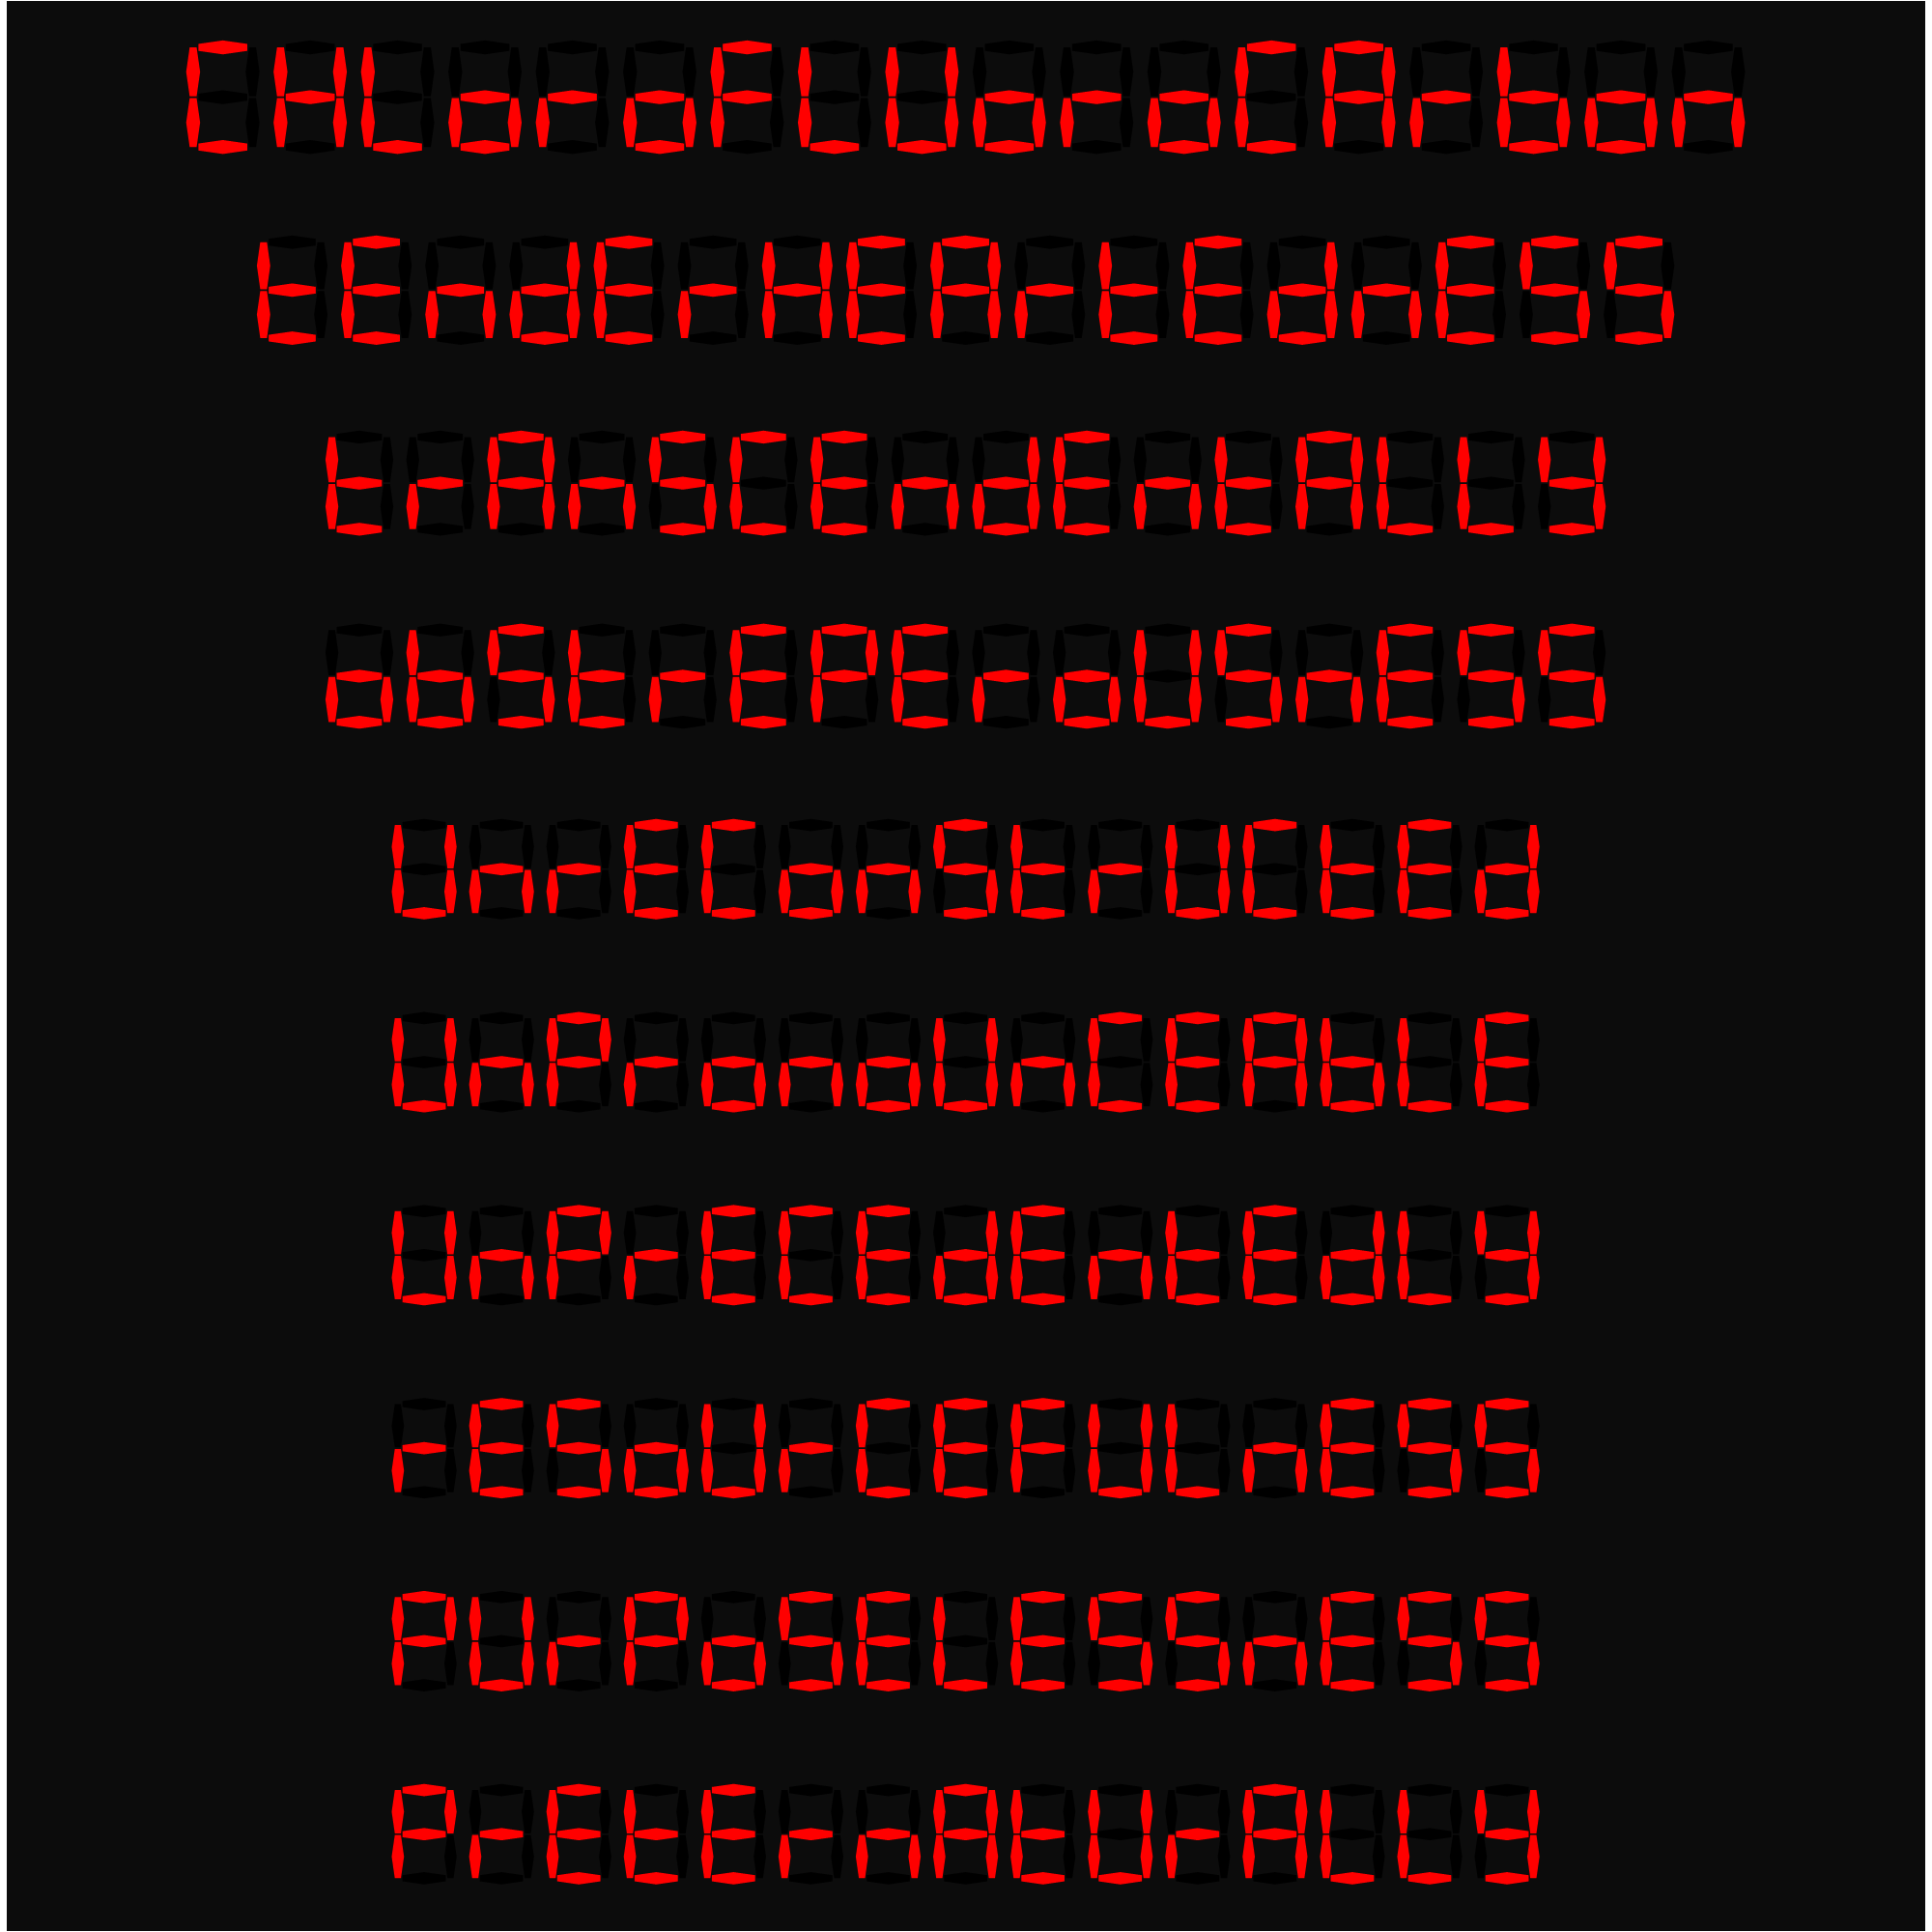 CHLoroFLUoroCArbon
tEndErHEArtEdnESS
trAnSCEndEntALLY
obStrEPEroUSnESS
UnrEConStrUCtEd
UnPronoUnCEAbLE
UnPrECEdEntEdLY
rESoUrCEFULnESS
PUrPoSELESSnESS
PrEtErnAtUrALLY